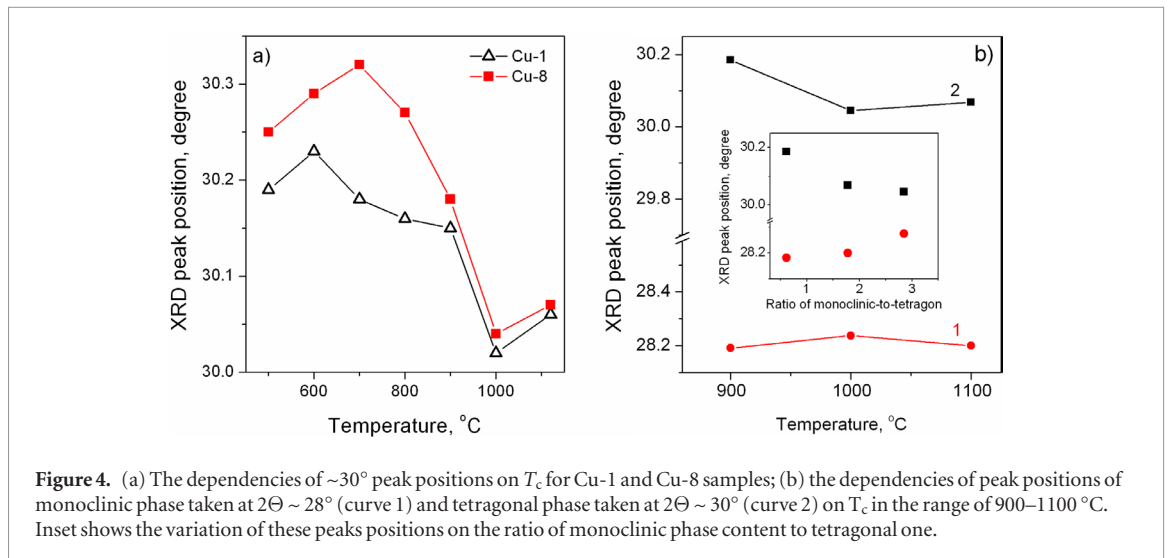 a)
Cu-1
Cu-8
30.3
30.2
30.1
30.0
XRD peak position, degree
600
800
1000
Temperature, °C
b)
30.2
30.0
29.8
28.4
28.2
XRD peak position, degree
2
1
900
1000
1100
Temperature, °C
30.2
30.0
28.2
XRD peak position, degree
1
2
3
Ratio of monoclinic-to-tetragon
Figure 4. (a) The dependencies of ~30° peak positions on Tc for Cu-1 and Cu-8 samples; (b) the dependencies of peak positions of
monoclinic phase taken at 2Θ ~ 28° (curve 1) and tetragonal phase taken at 2Θ ~ 30° (curve 2) on Tc in the range of 900–1100 °C.
Inset shows the variation of these peaks positions on the ratio of monoclinic phase content to tetragonal one.